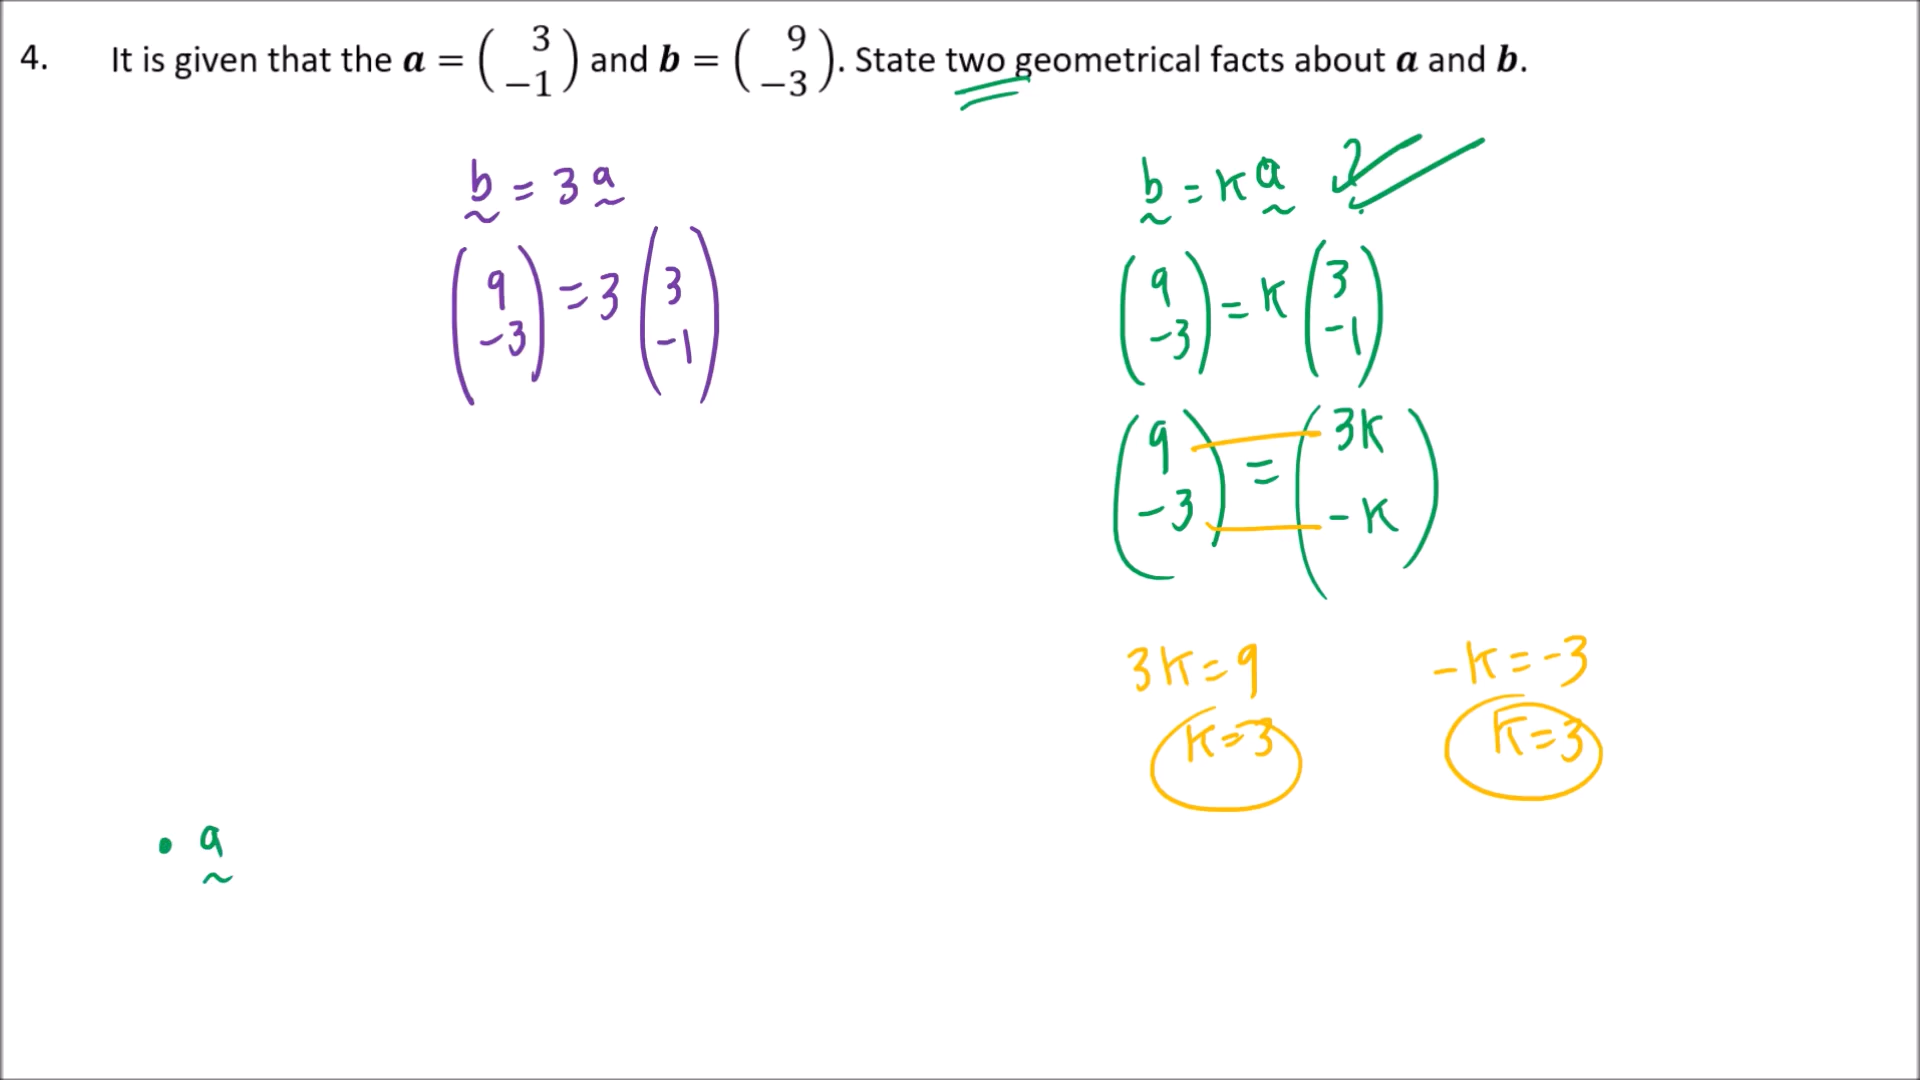 4. It is given that the a = (3 −1) and b = (9 −3). State two geometrical facts about a and b.
b = 3a
(9 −3) = 3(3 −1)
b = Ka ?
(9 −3) = K(3 −1)
(9 −3) = (3K −K)
3K = 9
K = 3
−K = −3
K = 3
• a